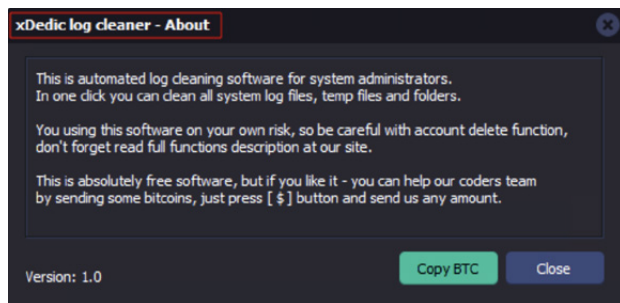 xDedic log cleaner - About
This is automated log cleaning software for system administrators.
In one click you can clean all system log files, temp files and folders.
You using this software on your own risk, so be careful with account delete function,
don't forget read full functions description at our site.
This is absolutely free software, but if you like it - you can help our coders team
by sending some bitcoins, just press [ $ ] button and send us any amount.
Version: 1.0
Copy BTC
Close